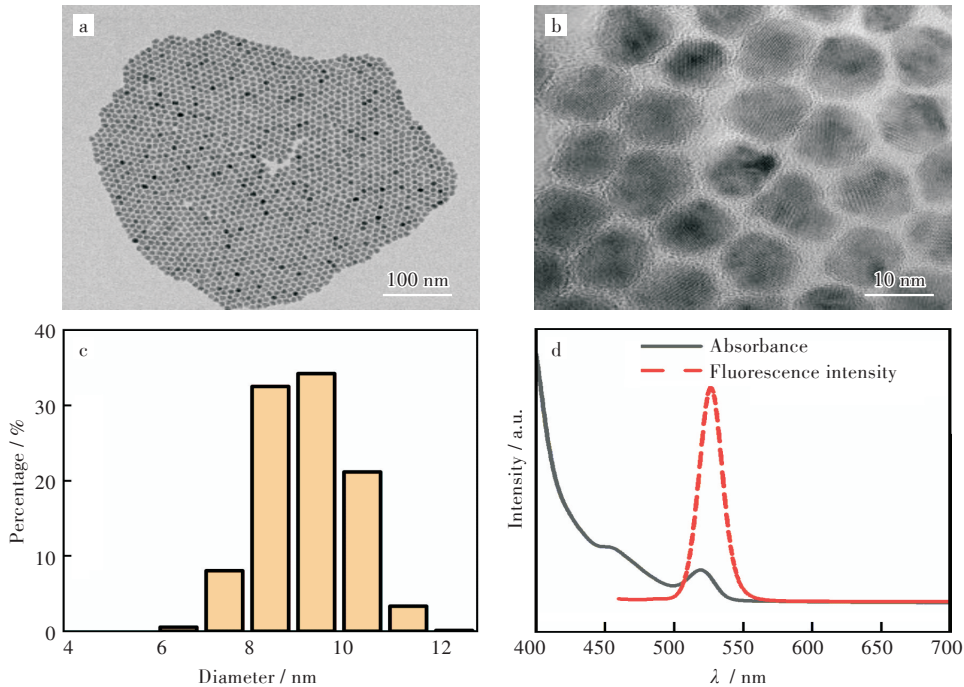 a
100 nm
b
10 nm
c
40
30
20
10
0
Percentage / %
4
6
8
10
12
Diameter / nm
d
Absorbance
Fluorescence intensity
Intensity / a.u.
400
450
500
550
600
650
700
λ / nm